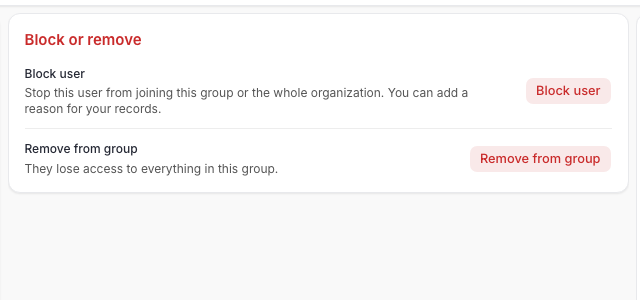 Block or remove
Block user
Stop this user from joining this group or the whole organization. You can add a
reason for your records.
Block user
Remove from group
They lose access to everything in this group.
Remove from group